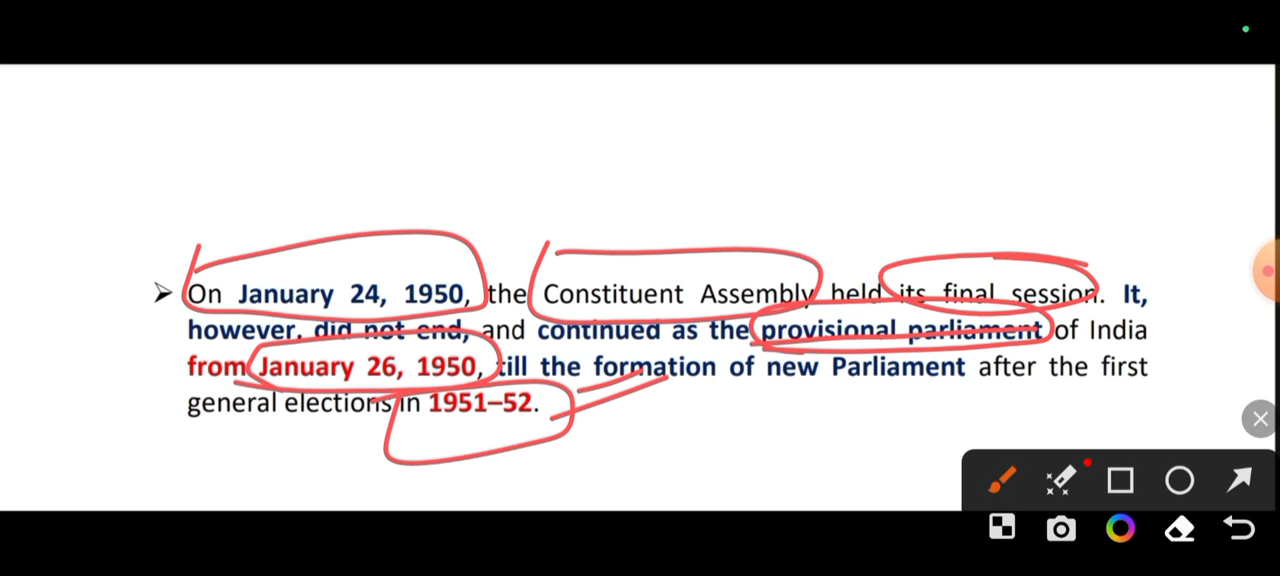 ➢ On January 24, 1950, the Constituent Assembly held its final session. It,
however, did not end, and continued as the provisional parliament of India
from January 26, 1950, till the formation of new Parliament after the first
general elections in 1951–52.